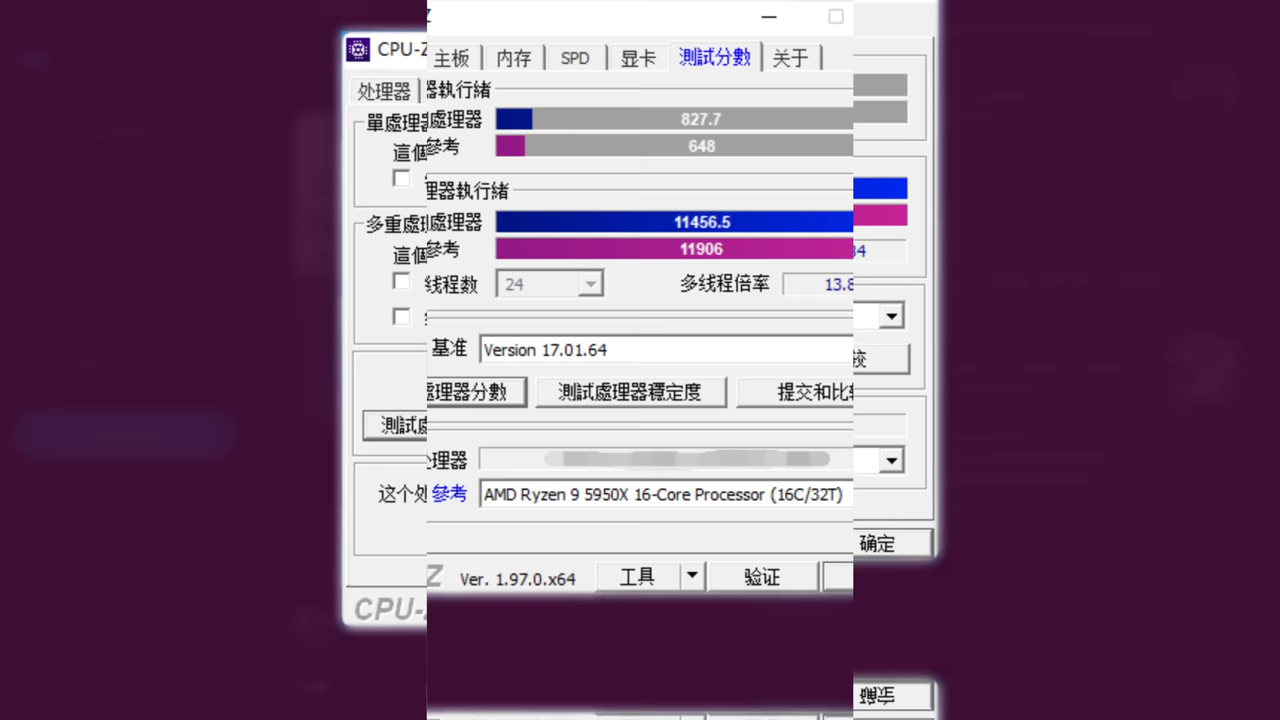 CPU-Z
主板 内存 SPD 显卡 測試分數 关于
处理器
器執行緒
單處理器
處理器 827.7
這個
參考 648
理器執行緒
多重處理
處理器 11456.5
這個
參考 11906
线程数 24 多线程倍率 13.8
34
基准 Version 17.01.64
處理器分數 測試處理器穩定度 提交和比較
測試處
处理器
这个处
參考 AMD Ryzen 9 5950X 16-Core Processor (16C/32T)
确定
Z Ver. 1.97.0.x64 工具 验证
CPU-Z